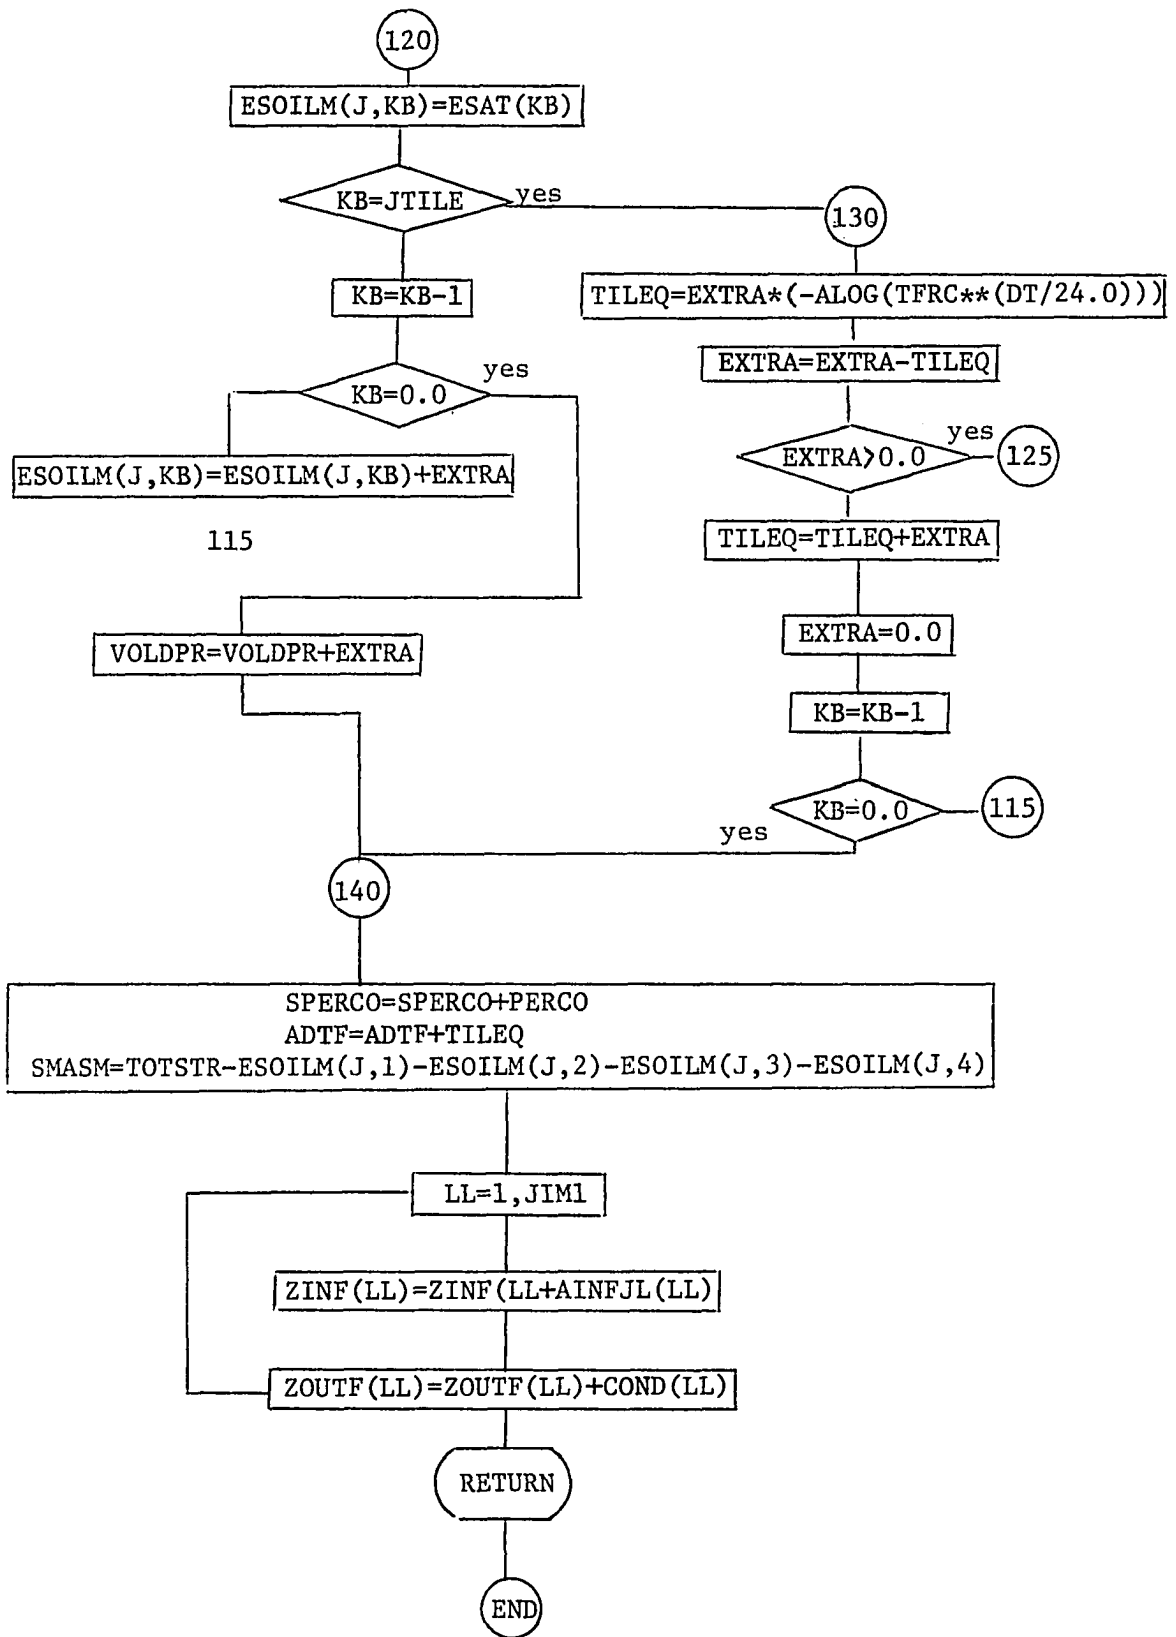 120
ESOILM(J,KB)=ESAT(KB)
KB=JTILE
yes
KB=KB-1
KB=0.0
yes
ESOILM(J,KB)=ESOILM(J,KB)+EXTRA
115
VOLDPR=VOLDPR+EXTRA
130
TILEQ=EXTRA*(-ALOG(TFRC**(DT/24.0)))
EXTRA=EXTRA-TILEQ
EXTRA>0.0
yes
125
TILEQ=TILEQ+EXTRA
EXTRA=0.0
KB=KB-1
KB=0.0
115
yes
140
SPERCO=SPERCO+PERCO
ADTF=ADTF+TILEQ
SMASM=TOTSTR-ESOILM(J,1)-ESOILM(J,2)-ESOILM(J,3)-ESOILM(J,4)
LL=1,JIM1
ZINF(LL)=ZINF(LL+AINFJL(LL)
ZOUTF(LL)=ZOUTF(LL)+COND(LL)
RETURN
END